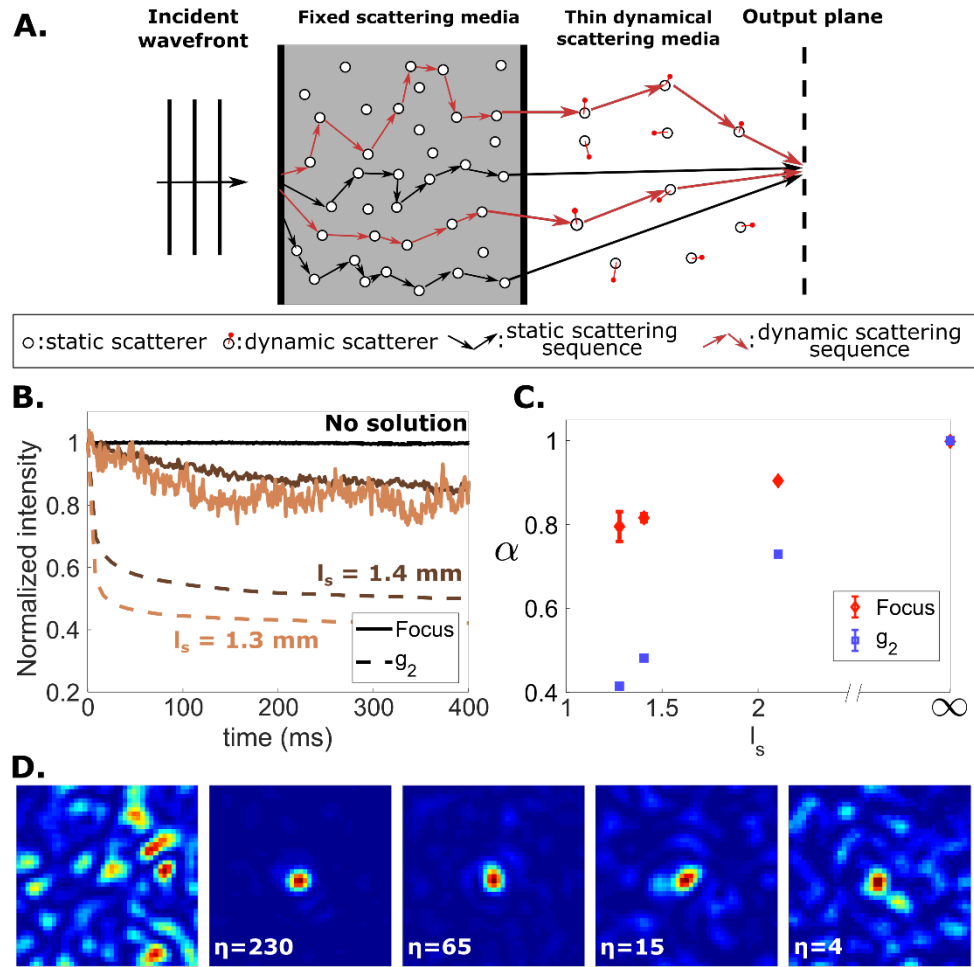 A.
Incident
wavefront
Fixed scattering media
Thin dynamical
scattering media
Output plane
:static scatterer
:dynamic scatterer
:static scattering
sequence
:dynamic scattering
sequence
B.
No solution
Normalized intensity
1
0.8
0.6
0.4
0.2
l_s = 1.4 mm
l_s = 1.3 mm
Focus
g₂
0
100
200
300
400
time (ms)
C.
α
1
0.8
0.6
0.4
Focus
g₂
1
1.5
2
∞
l_s
D.
η=230
η=65
η=15
η=4